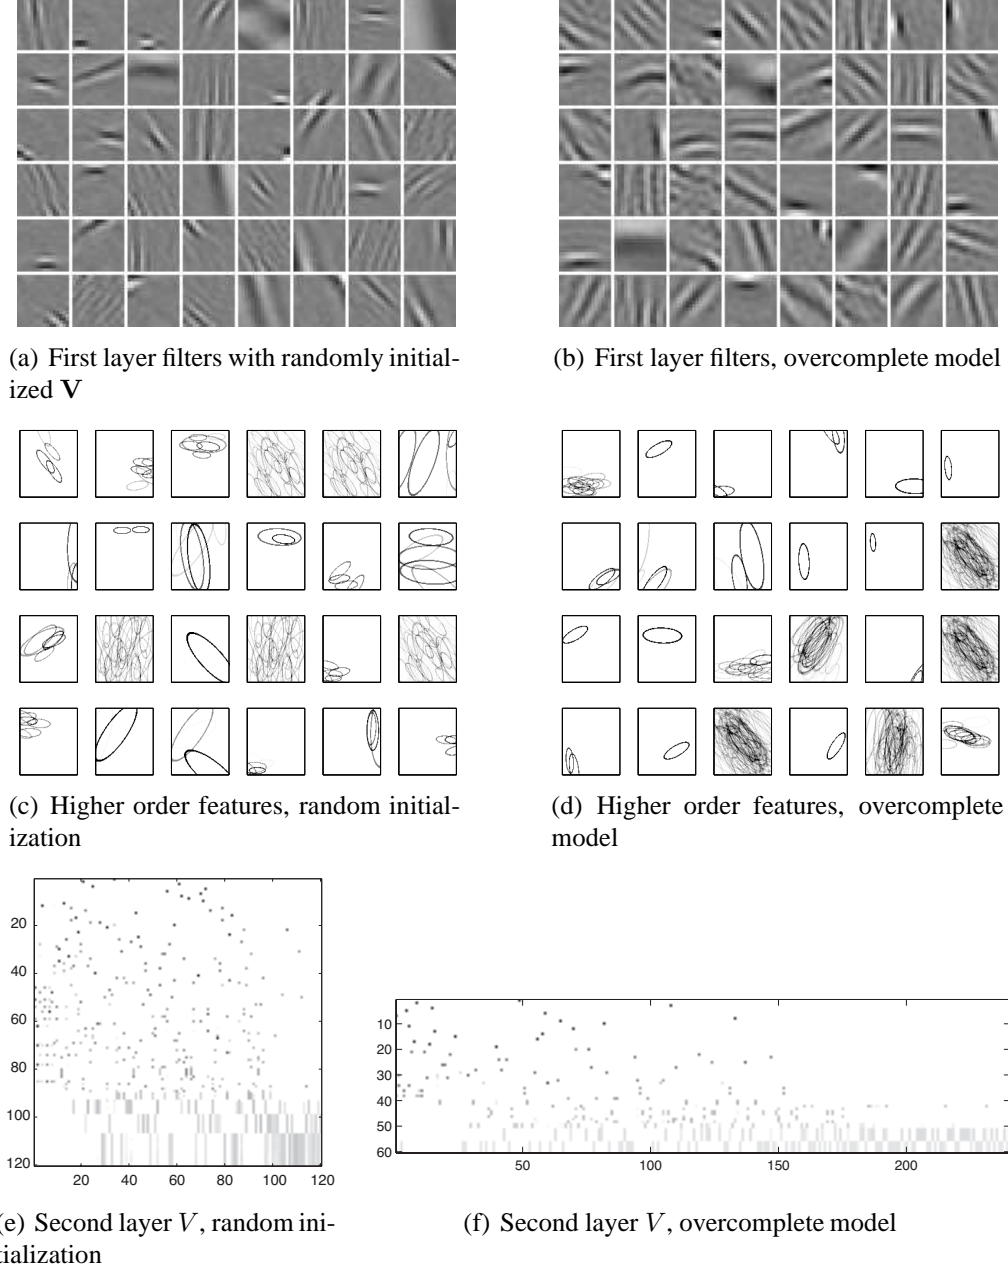 (a) First layer filters with randomly initial-
ized V
(b) First layer filters, overcomplete model
(c) Higher order features, random initial-
ization
(d) Higher order features, overcomplete
model
20
40
60
80
100
120
20 40 60 80 100 120
10
20
30
40
50
60
50 100 150 200
(e) Second layer V, random ini-
tialization
(f) Second layer V, overcomplete model